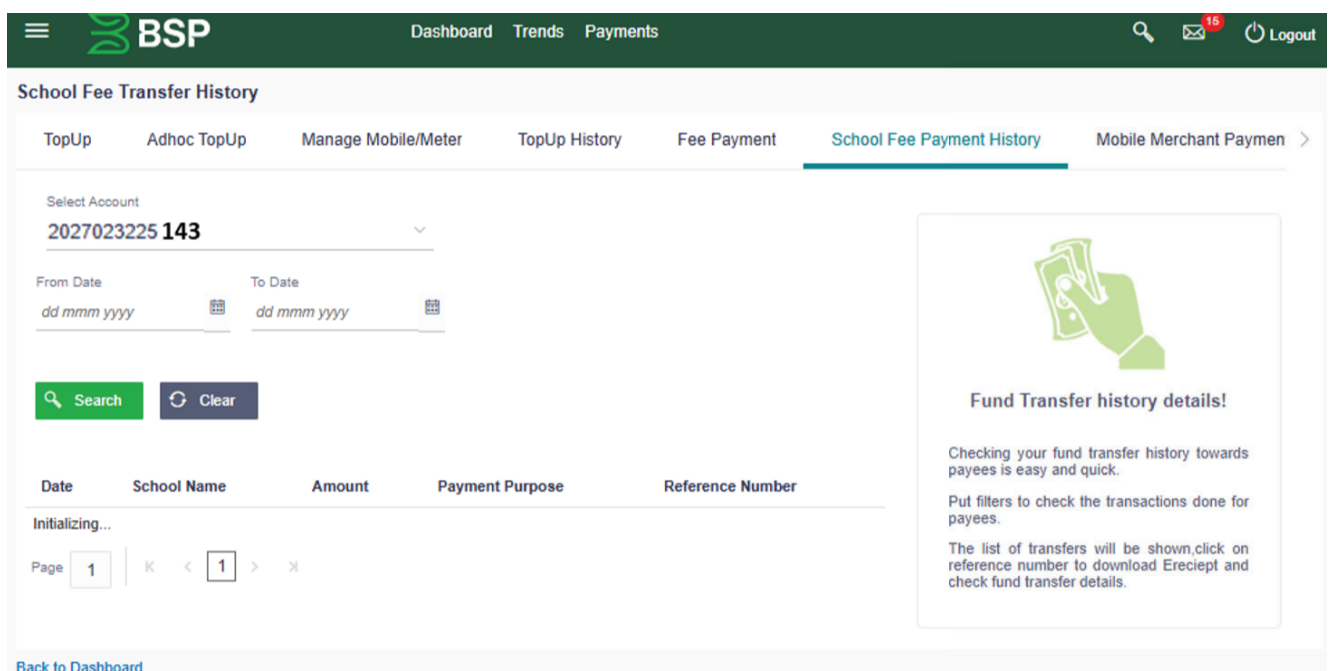 BSP Dashboard Trends Payments 15 Logout
School Fee Transfer History
TopUp Adhoc TopUp Manage Mobile/Meter TopUp History Fee Payment School Fee Payment History Mobile Merchant Paymen
Select Account
2027023225 143
From Date To Date
dd mmm yyyy dd mmm yyyy
Search Clear
Date School Name Amount Payment Purpose Reference Number
Initializing...
Page 1 1
Fund Transfer history details!
Checking your fund transfer history towards
payees is easy and quick.
Put filters to check the transactions done for
payees.
The list of transfers will be shown,click on
reference number to download Ereciept and
check fund transfer details.
Back to Dashboard